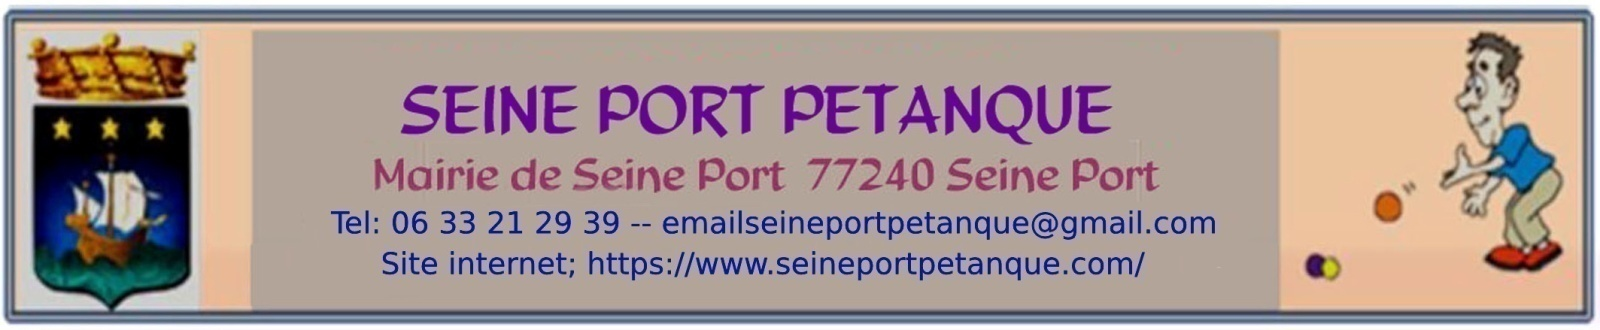 SEINE PORT PETANQUE
Mairie de Seine Port 77240 Seine Port
Tel: 06 33 21 29 39 -- emailseineportpetanque@gmail.com
Site internet; https://www.seineportpetanque.com/